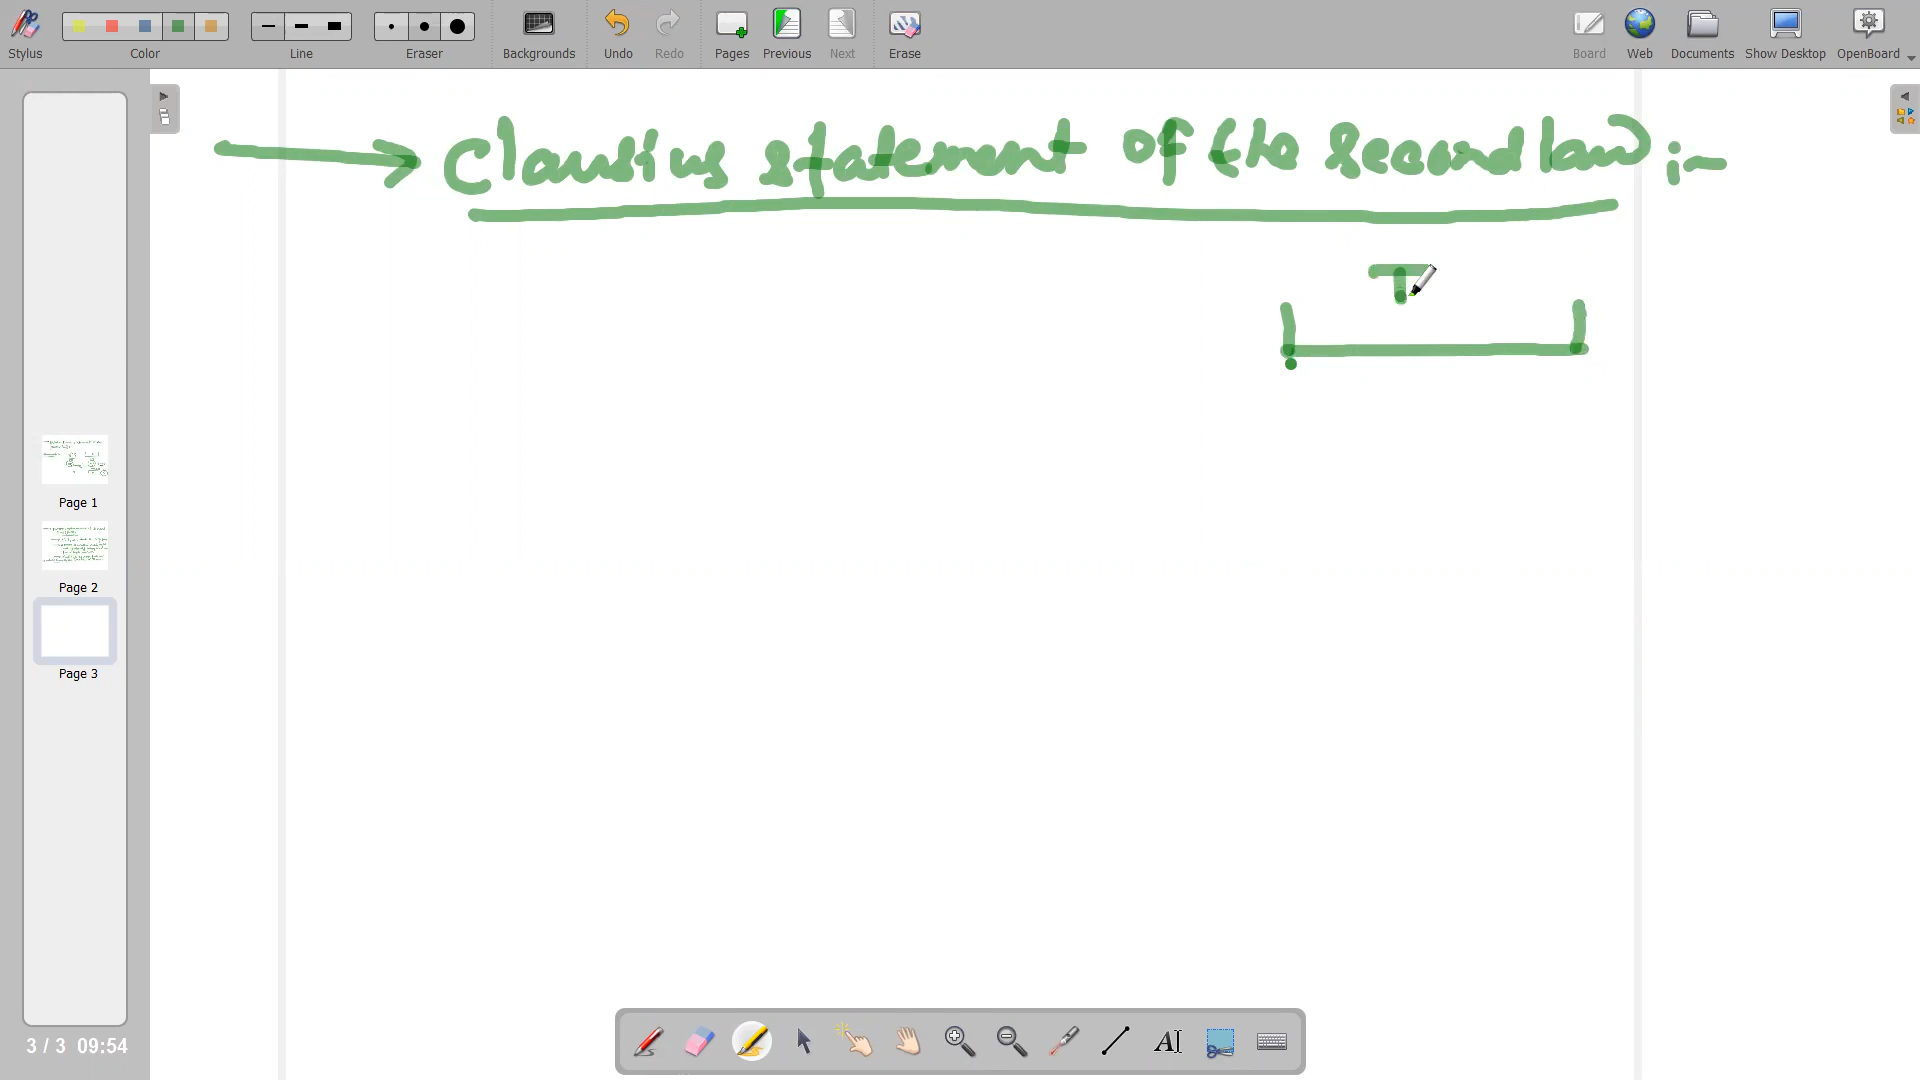 Stylus
Color
Line
Eraser
Backgrounds
Undo
Redo
Pages
Previous
Next
Erase
Board
Web
Documents
Show Desktop
OpenBoard
→ Clausius statement of the second law :-
T
Page 1
Page 2
Page 3
3 / 3 09:54